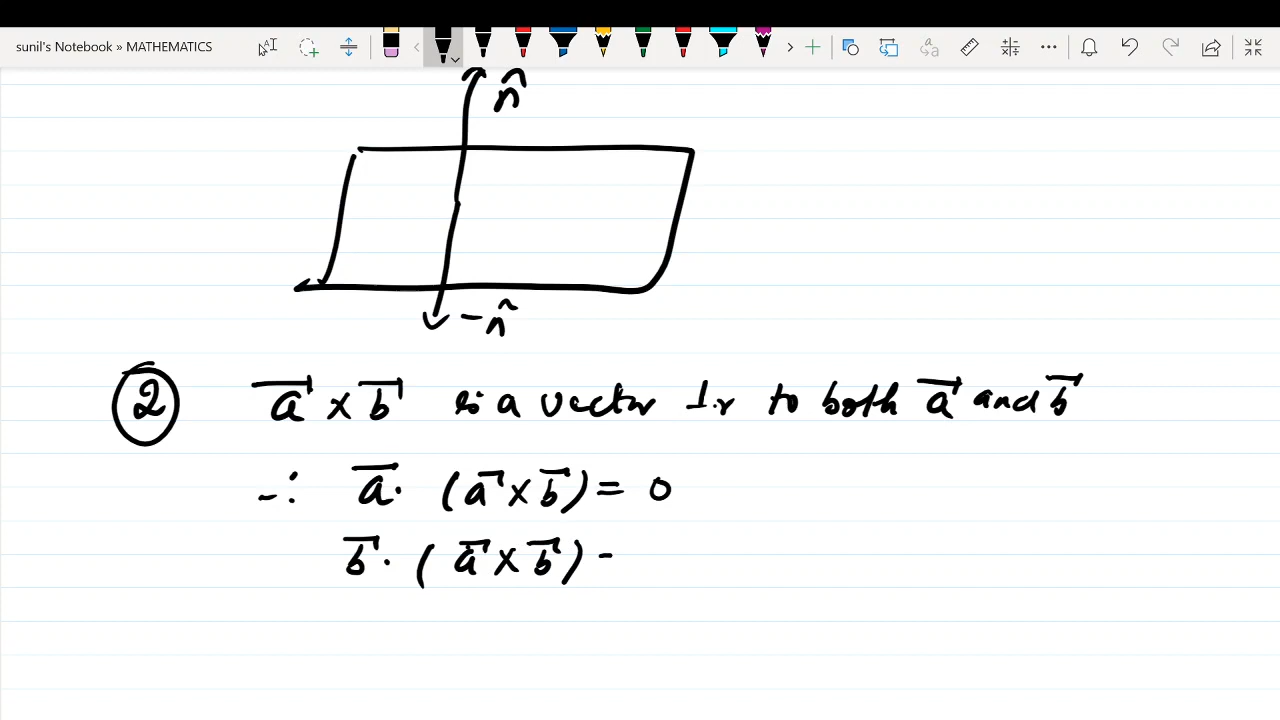 sunil's Notebook » MATHEMATICS
n̂
-n̂
② a⃗ × b⃗ is a vector ⊥r to both a⃗ and b⃗
∴ a⃗ · (a⃗ × b⃗) = 0
b⃗ · (a⃗ × b⃗) -